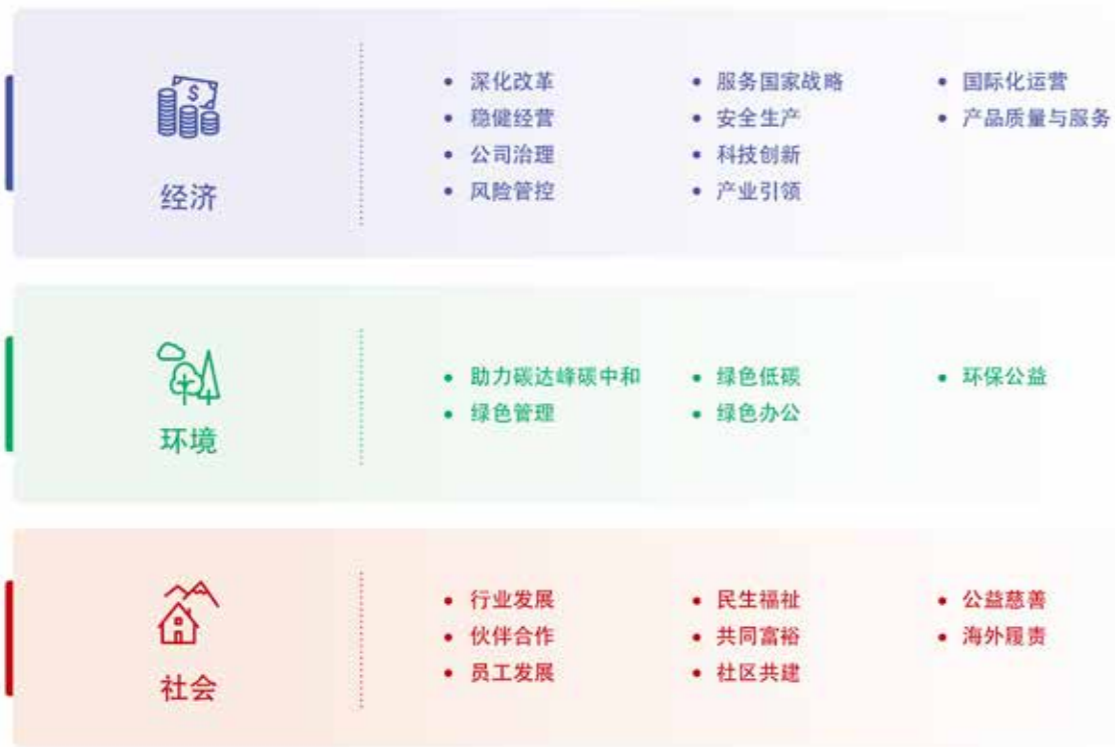 经济
• 深化改革
• 稳健经营
• 公司治理
• 风险管控
• 服务国家战略
• 安全生产
• 科技创新
• 产业引领
• 国际化运营
• 产品质量与服务
环境
• 助力碳达峰碳中和
• 绿色管理
• 绿色低碳
• 绿色办公
• 环保公益
社会
• 行业发展
• 伙伴合作
• 员工发展
• 民生福祉
• 共同富裕
• 社区共建
• 公益慈善
• 海外履责